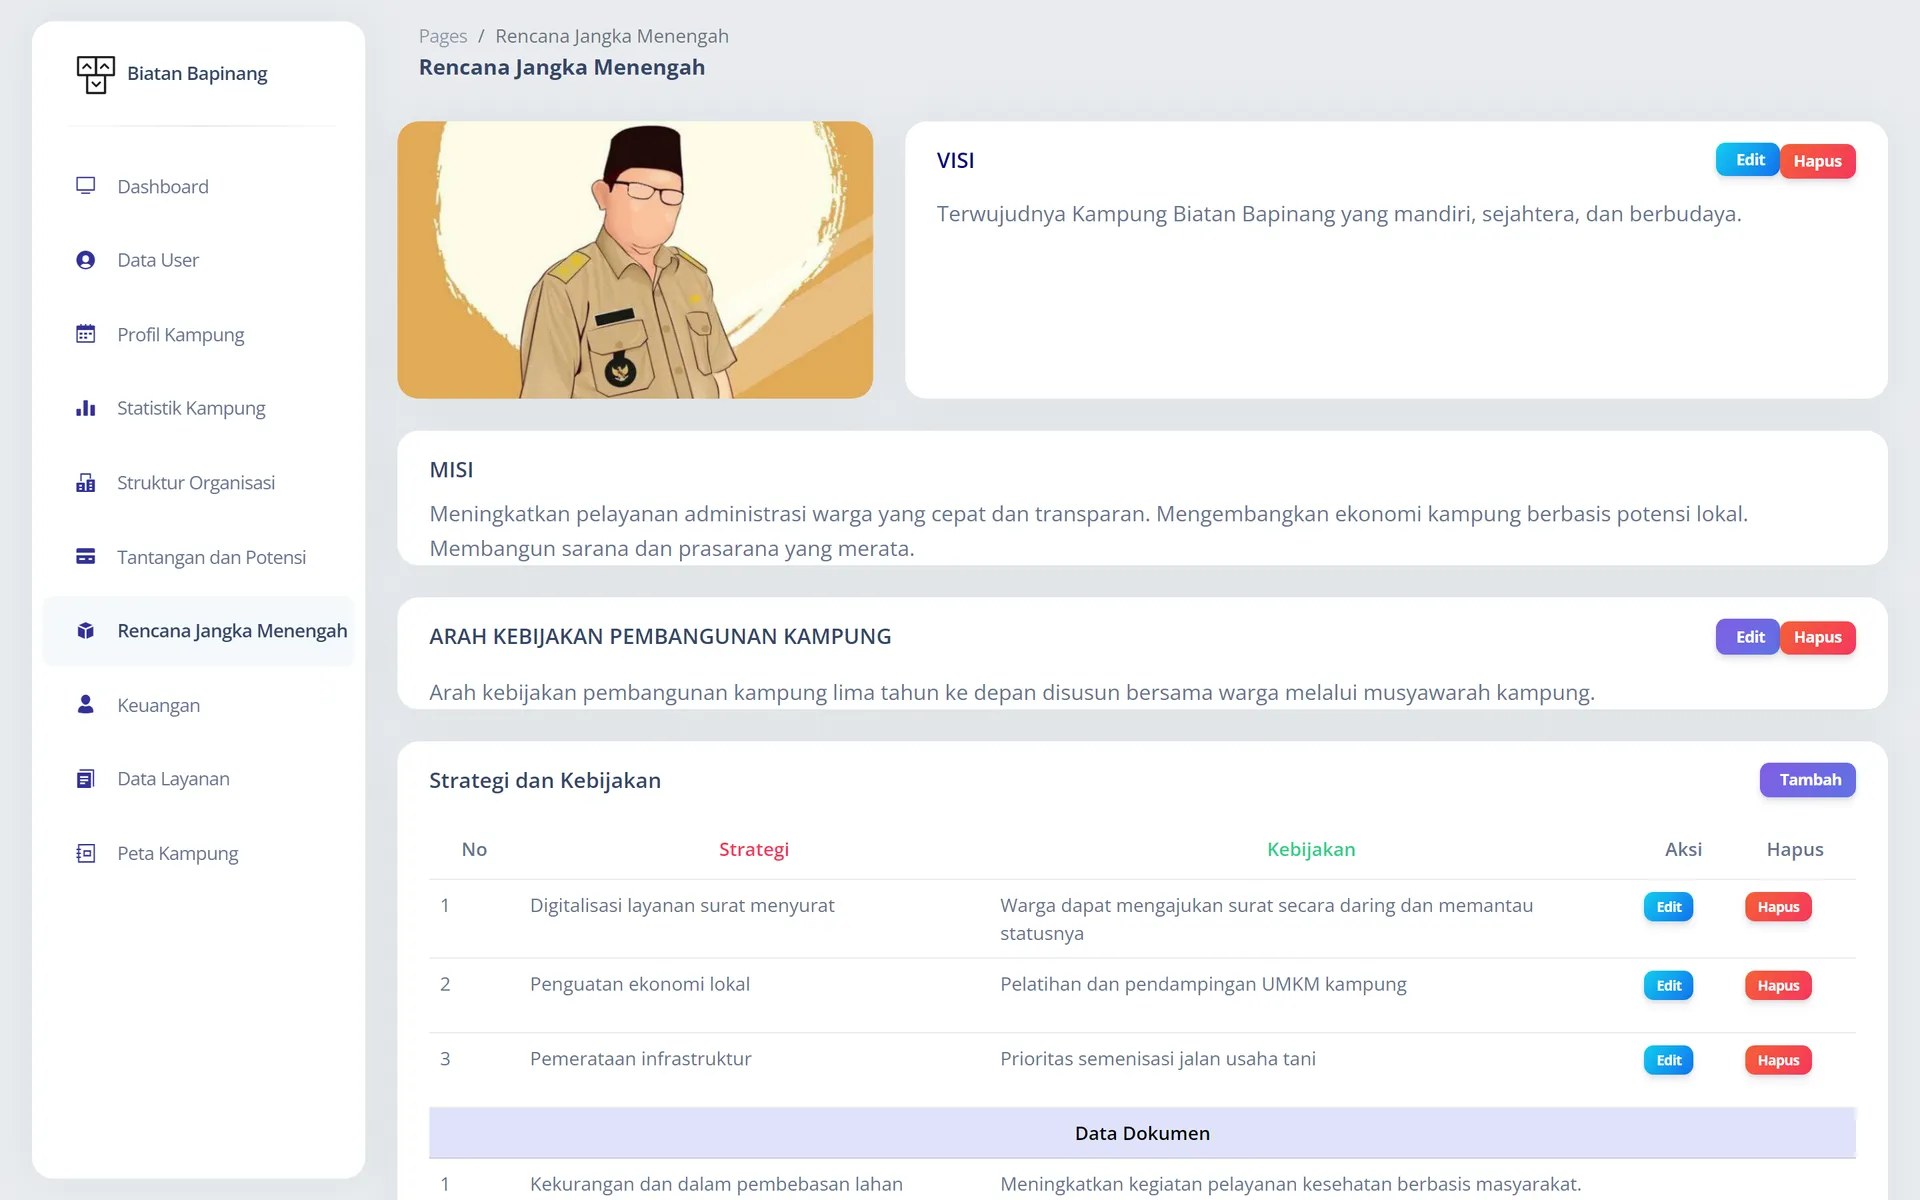 Biatan Bapinang
Dashboard
Data User
Profil Kampung
Statistik Kampung
Struktur Organisasi
Tantangan dan Potensi
Rencana Jangka Menengah
Keuangan
Data Layanan
Peta Kampung
Pages / Rencana Jangka Menengah
Rencana Jangka Menengah
VISI
Edit Hapus
Terwujudnya Kampung Biatan Bapinang yang mandiri, sejahtera, dan berbudaya.
MISI
Meningkatkan pelayanan administrasi warga yang cepat dan transparan. Mengembangkan ekonomi kampung berbasis potensi lokal.
Membangun sarana dan prasarana yang merata.
ARAH KEBIJAKAN PEMBANGUNAN KAMPUNG
Edit Hapus
Arah kebijakan pembangunan kampung lima tahun ke depan disusun bersama warga melalui musyawarah kampung.
Strategi dan Kebijakan
Tambah
No Strategi Kebijakan Aksi Hapus
1 Digitalisasi layanan surat menyurat Warga dapat mengajukan surat secara daring dan memantau Edit Hapus
statusnya
2 Penguatan ekonomi lokal Pelatihan dan pendampingan UMKM kampung Edit Hapus
3 Pemerataan infrastruktur Prioritas semenisasi jalan usaha tani Edit Hapus
Data Dokumen
1 Kekurangan dan dalam pembebasan lahan Meningkatkan kegiatan pelayanan kesehatan berbasis masyarakat.